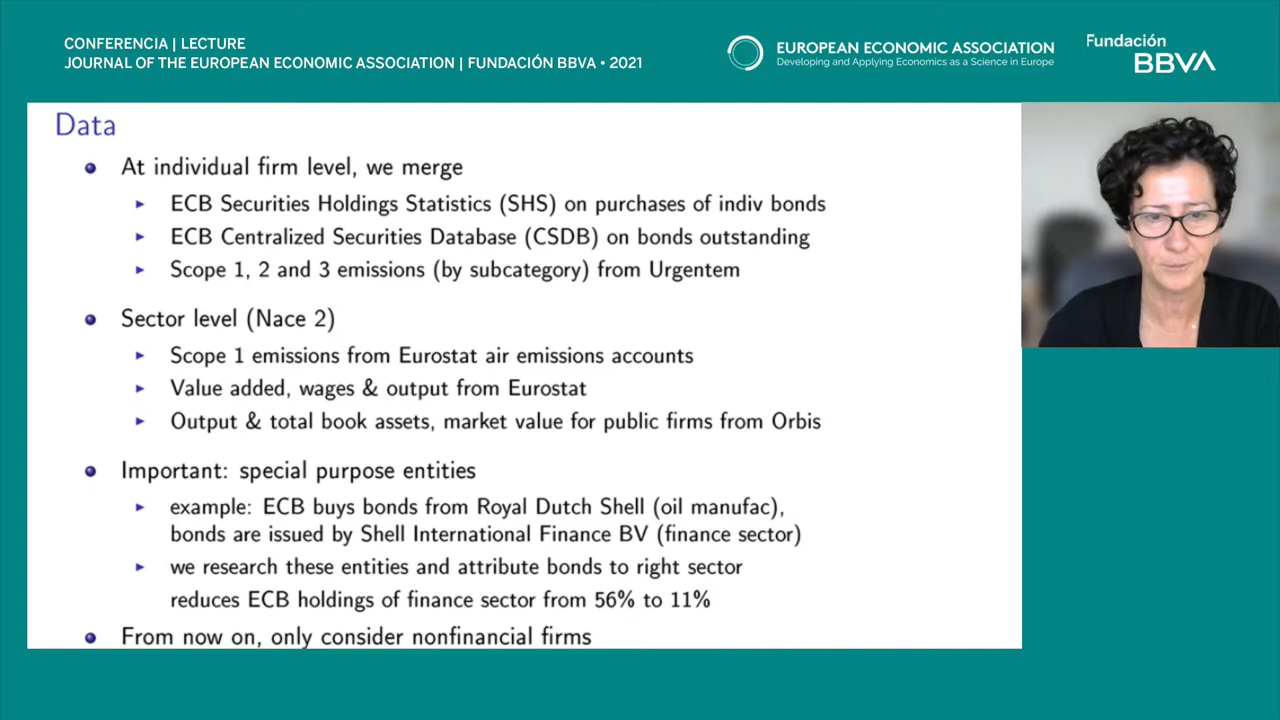 CONFERENCIA | LECTURE
JOURNAL OF THE EUROPEAN ECONOMIC ASSOCIATION | FUNDACIÓN BBVA • 2021
EUROPEAN ECONOMIC ASSOCIATION
Developing and Applying Economics as a Science in Europe
Fundación
BBVA
Data
At individual firm level, we merge
ECB Securities Holdings Statistics (SHS) on purchases of indiv bonds
ECB Centralized Securities Database (CSDB) on bonds outstanding
Scope 1, 2 and 3 emissions (by subcategory) from Urgentem
Sector level (Nace 2)
Scope 1 emissions from Eurostat air emissions accounts
Value added, wages & output from Eurostat
Output & total book assets, market value for public firms from Orbis
Important: special purpose entities
example: ECB buys bonds from Royal Dutch Shell (oil manufac),
bonds are issued by Shell International Finance BV (finance sector)
we research these entities and attribute bonds to right sector
reduces ECB holdings of finance sector from 56% to 11%
From now on, only consider nonfinancial firms